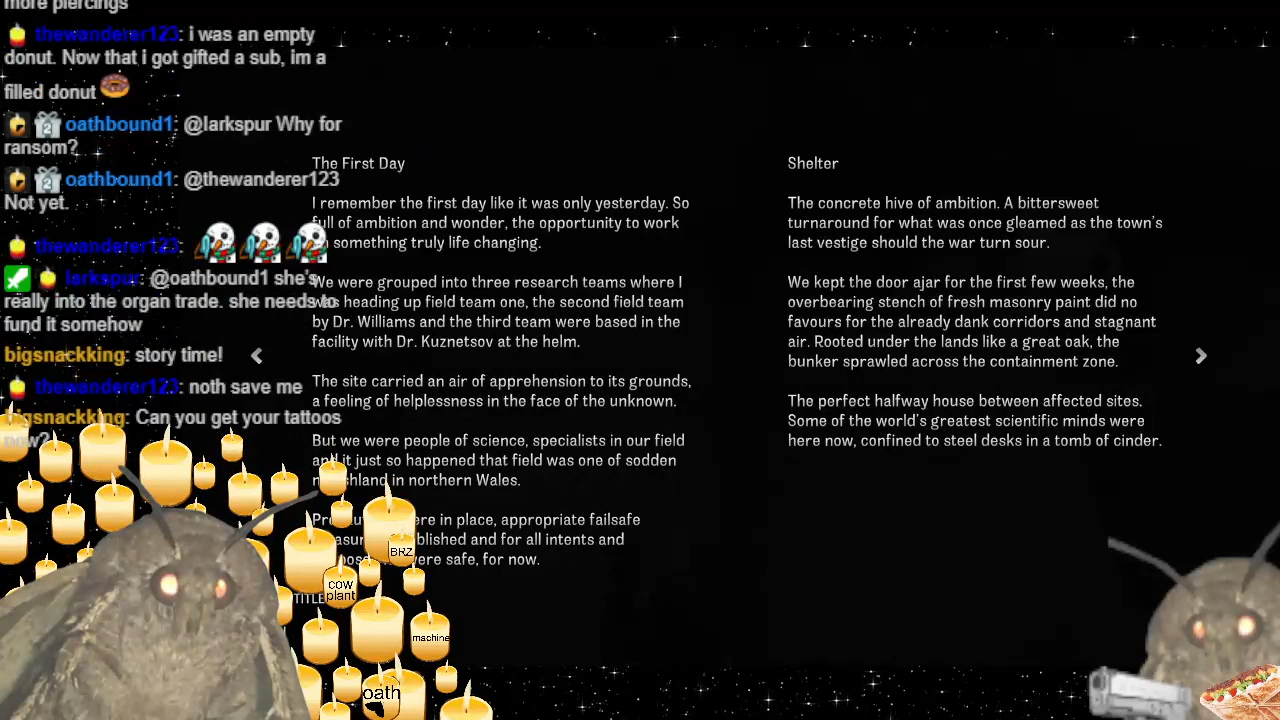 more piercings
thewanderer123: i was an empty
donut. Now that i got gifted a sub, im a
filled donut
oathbound1: @larkspur Why for
ransom?
oathbound1: @thewanderer123
Not yet.
thewanderer123:
larkspur: @oathbound1 she's
really into the organ trade. she needs to
fund it somehow
bigsnackking: story time!
thewanderer123: noth save me
bigsnackking: Can you get your tattoos
now?
The First Day
I remember the first day like it was only yesterday. So
full of ambition and wonder, the opportunity to work
something truly life changing.
We were grouped into three research teams where I
was heading up field team one, the second field team
by Dr. Williams and the third team were based in the
facility with Dr. Kuznetsov at the helm.
The site carried an air of apprehension to its grounds,
a feeling of helplessness in the face of the unknown.
But we were people of science, specialists in our field
and it just so happened that field was one of sodden
marshland in northern Wales.
were in place, appropriate failsafe
established and for all intents and
were safe, for now.
TITLE
Shelter
The concrete hive of ambition. A bittersweet
turnaround for what was once gleamed as the town's
last vestige should the war turn sour.
We kept the door ajar for the first few weeks, the
overbearing stench of fresh masonry paint did no
favours for the already dank corridors and stagnant
air. Rooted under the lands like a great oak, the
bunker sprawled across the containment zone.
The perfect halfway house between affected sites.
Some of the world's greatest scientific minds were
here now, confined to steel desks in a tomb of cinder.
BRZ
cow
plant
machine
oath